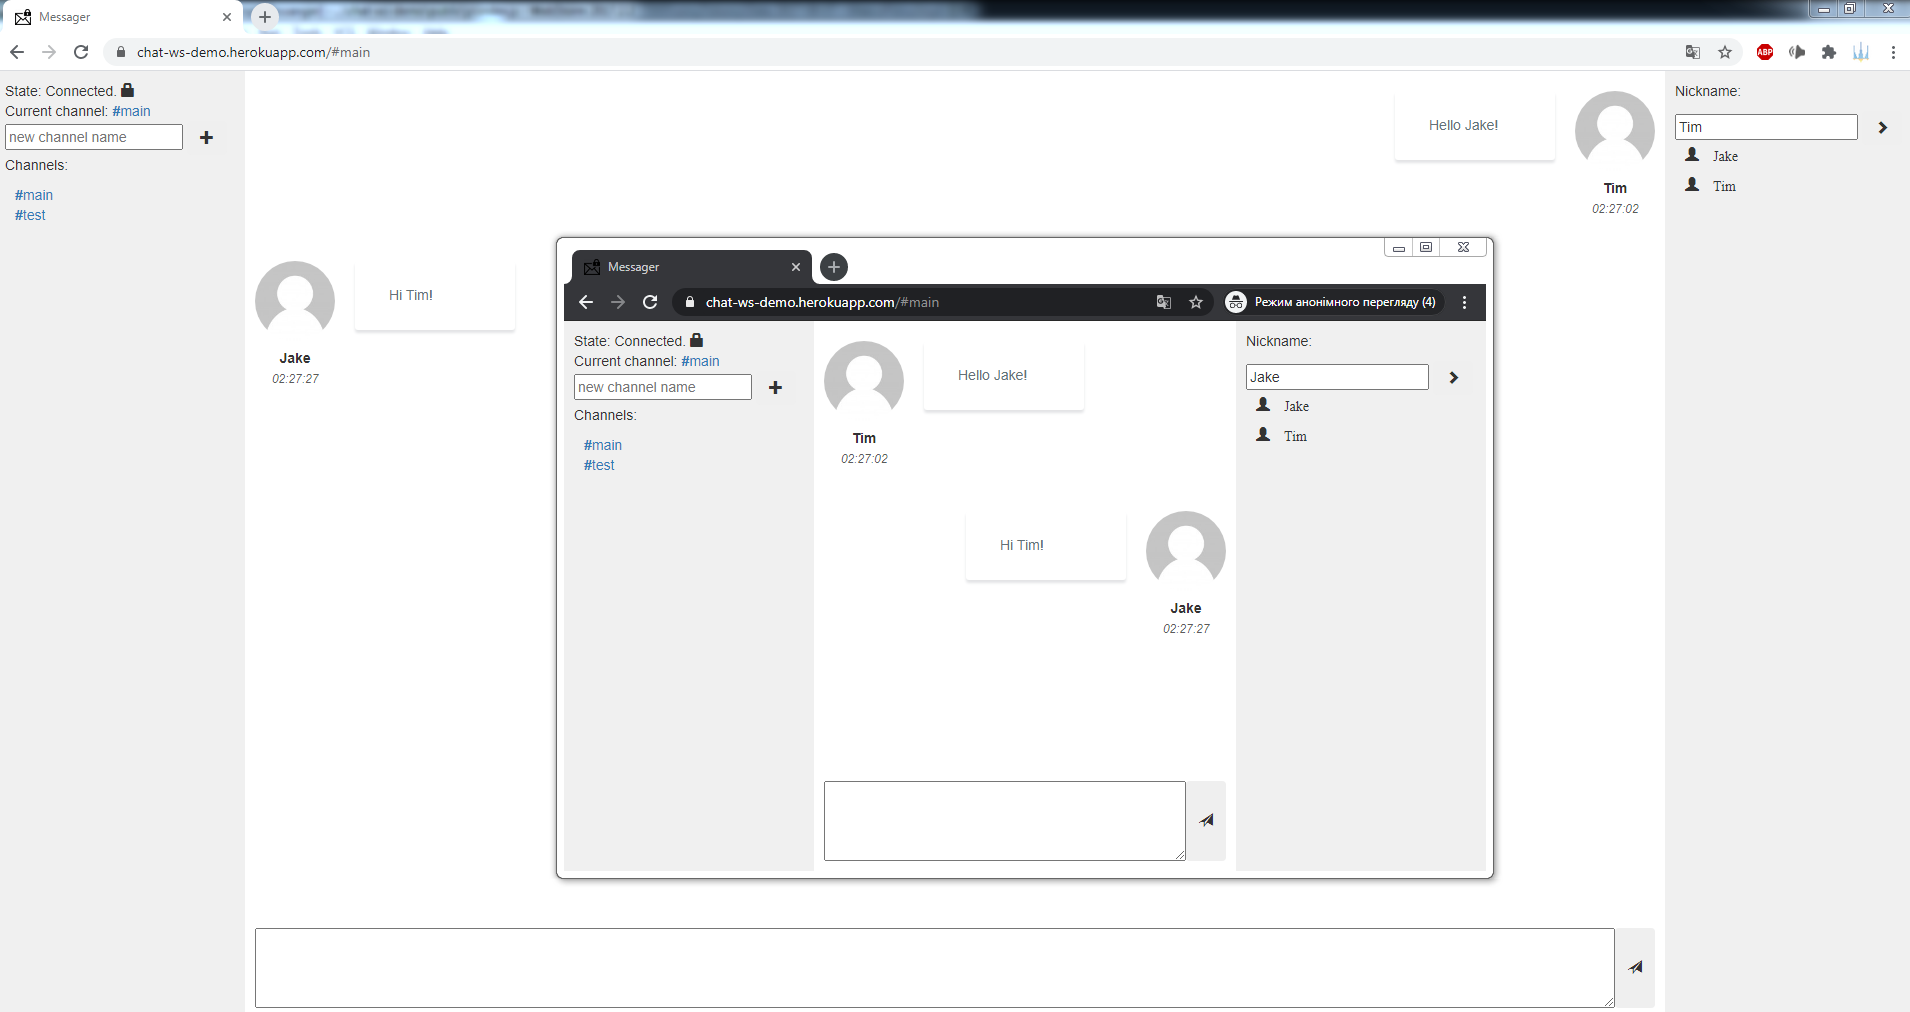 Messager
chat-ws-demo.herokuapp.com/#main
ABP
State: Connected.
Current channel: #main
new channel name
Channels:
#main
#test
Hello Jake!
Tim
02:27:02
Hi Tim!
Jake
02:27:27
Nickname:
Tim
Jake
Tim
Messager
chat-ws-demo.herokuapp.com/#main
Режим анонімного перегляду (4)
State: Connected.
Current channel: #main
new channel name
Channels:
#main
#test
Hello Jake!
Tim
02:27:02
Hi Tim!
Jake
02:27:27
Nickname:
Jake
Jake
Tim